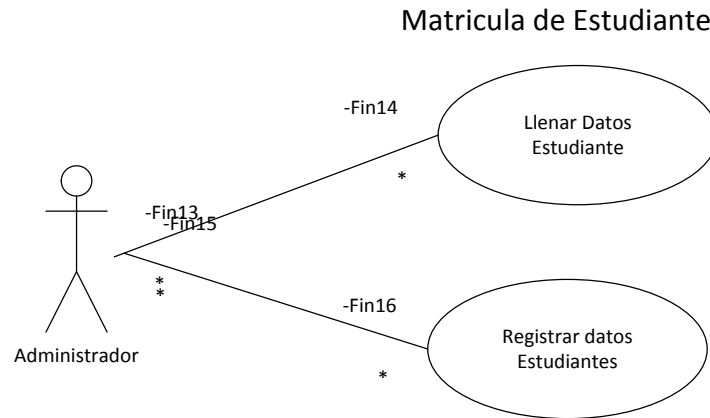 Matricula de Estudiante
-Fin14
Llenar Datos
Estudiante
*
-Fin13
-Fin15
*
*
-Fin16
Registrar datos
Estudiantes
Administrador
*